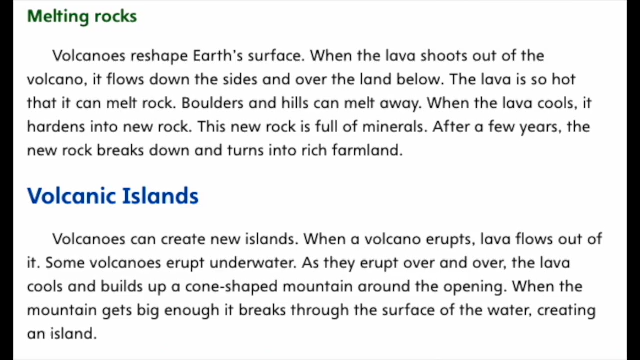 Melting rocks
Volcanoes reshape Earth's surface. When the lava shoots out of the
volcano, it flows down the sides and over the land below. The lava is so hot
that it can melt rock. Boulders and hills can melt away. When the lava cools, it
hardens into new rock. This new rock is full of minerals. After a few years, the
new rock breaks down and turns into rich farmland.
Volcanic Islands
Volcanoes can create new islands. When a volcano erupts, lava flows out of
it. Some volcanoes erupt underwater. As they erupt over and over, the lava
cools and builds up a cone-shaped mountain around the opening. When the
mountain gets big enough it breaks through the surface of the water, creating
an island.